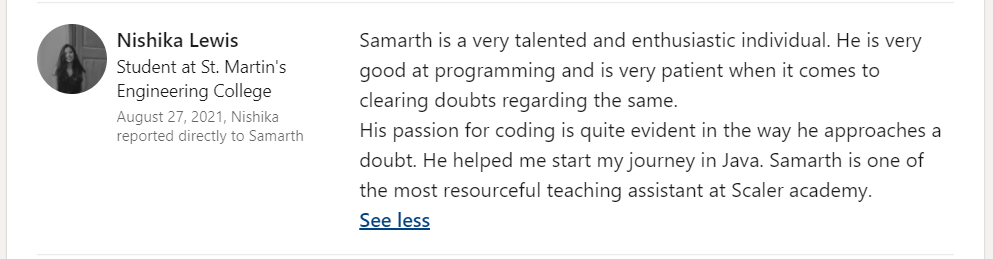 Nishika Lewis
Student at St. Martin's
Engineering College
August 27, 2021, Nishika
reported directly to Samarth
Samarth is a very talented and enthusiastic individual. He is very
good at programming and is very patient when it comes to
clearing doubts regarding the same.
His passion for coding is quite evident in the way he approaches a
doubt. He helped me start my journey in Java. Samarth is one of
the most resourceful teaching assistant at Scaler academy.
See less